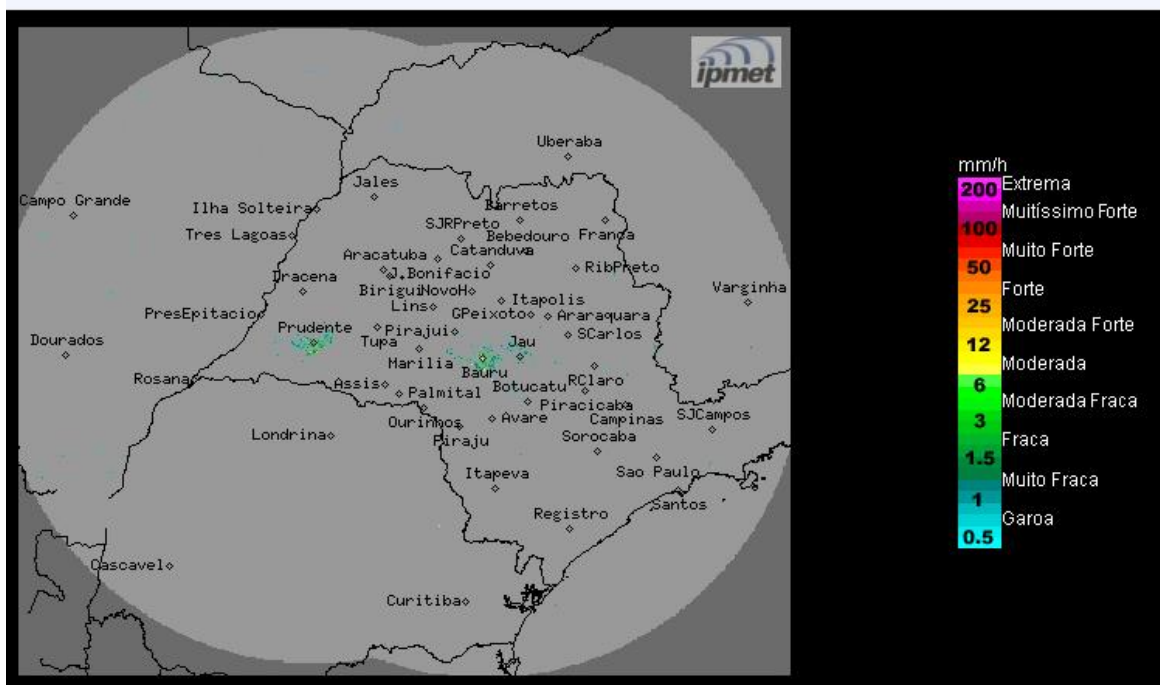 ipmet
Uberaba
Jales
Campo Grande
Ilha Solteira
Barretos
SJRPreto
Tres Lagoas
Bebedouro
Franca
Catanduva
Aracatuba
J.Bonifacio
RibPreto
Dracena
Birigui
NovoH
Varginha
Itapolis
Lins
PresEpitacio
GPeixoto
Araraquara
Prudente
Pirajui
SCarlos
Dourados
Tupa
Jau
Marilia
Bauru
Rosana
Assis
Botucatu
RClaro
Palmital
Piracicaba
Ourinhos
Avare
Campinas
SJCampos
Londrina
Piraju
Sorocaba
Itapeva
Sao Paulo
Santos
Registro
Cascavel
Curitiba
mm/h
200 Extrema
Muitíssimo Forte
100
Muito Forte
50
Forte
25
Moderada Forte
12
Moderada
6
Moderada Fraca
3
Fraca
1.5
Muito Fraca
1
Garoa
0.5